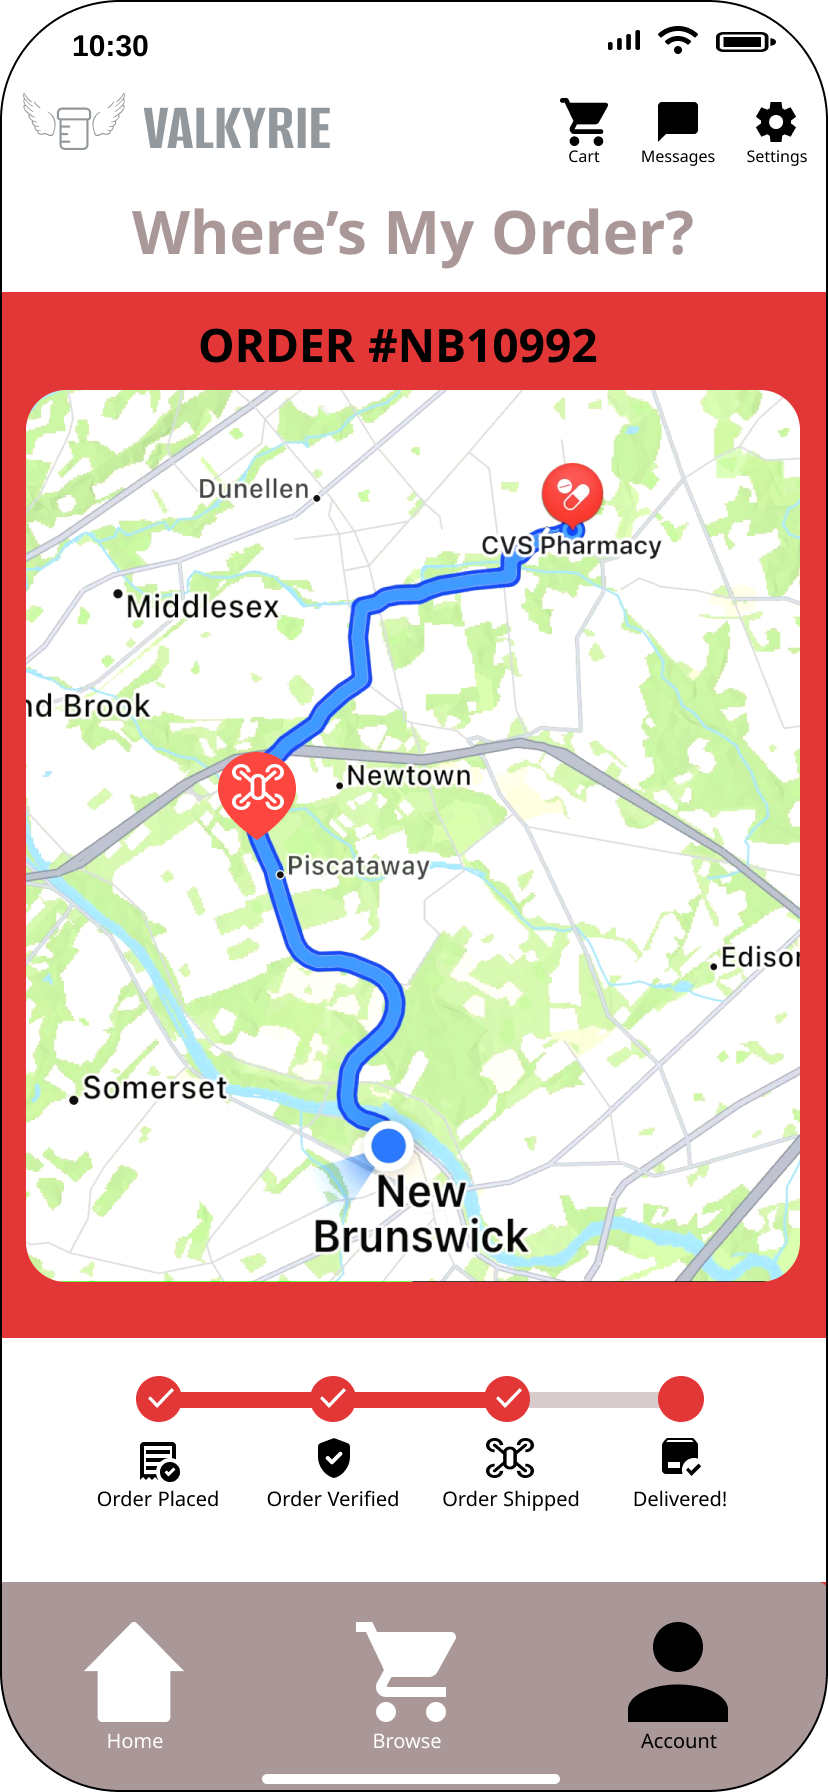 10:30
VALKYRIE
Cart
Messages
Settings
Where’s My Order?
ORDER #NB10992
Dunellen
CVS Pharmacy
Middlesex
nd Brook
Newtown
Piscataway
Edison
Somerset
New
Brunswick
Order Placed
Order Verified
Order Shipped
Delivered!
Home
Browse
Account